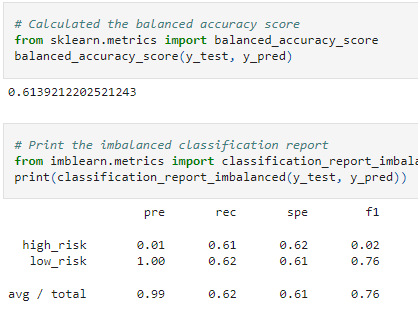 # Calculated the balanced accuracy score
from sklearn.metrics import balanced_accuracy_score
balanced_accuracy_score(y_test, y_pred)
0.6139212202521243
# Print the imbalanced classification report
from imblearn.metrics import classification_report_imbala
print(classification_report_imbalanced(y_test, y_pred))
pre rec spe f1
high_risk 0.01 0.61 0.62 0.02
low_risk 1.00 0.62 0.61 0.76
avg / total 0.99 0.62 0.61 0.76